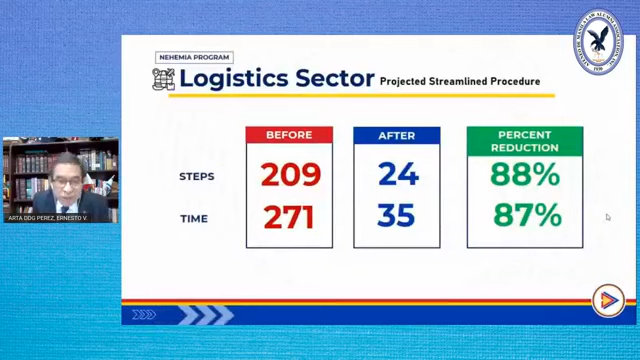 NEHEMIA PROGRAM
Logistics Sector Projected Streamlined Procedure
BEFORE AFTER PERCENT REDUCTION
STEPS 209 24 88%
TIME 271 35 87%
ARTA DDG PEREZ, ERNESTO V.